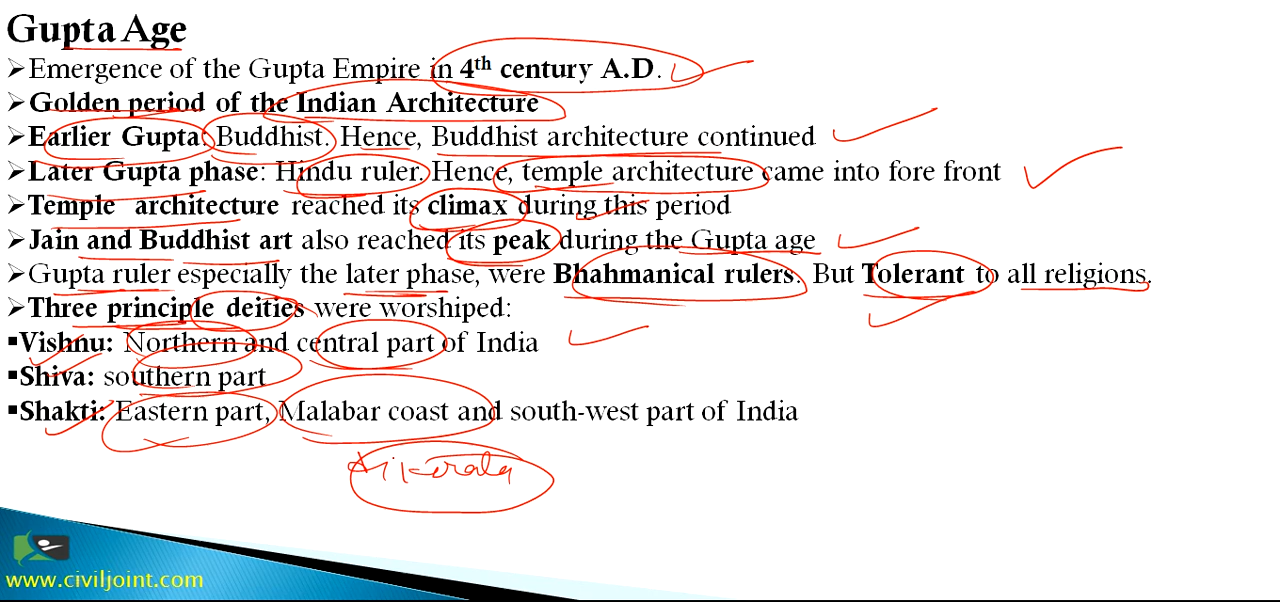 Gupta Age
➢Emergence of the Gupta Empire in 4th century A.D.
➢Golden period of the Indian Architecture
➢Earlier Gupta: Buddhist. Hence, Buddhist architecture continued
➢Later Gupta phase: Hindu ruler. Hence, temple architecture came into fore front
➢Temple architecture reached its climax during this period
➢Jain and Buddhist art also reached its peak during the Gupta age
➢Gupta ruler especially the later phase, were Bhahmanical rulers. But Tolerant to all religions.
➢Three principle deities were worshiped:
▪Vishnu: Northern and central part of India
▪Shiva: southern part
▪Shakti: Eastern part, Malabar coast and south-west part of India
Kerala
www.civiljoint.com